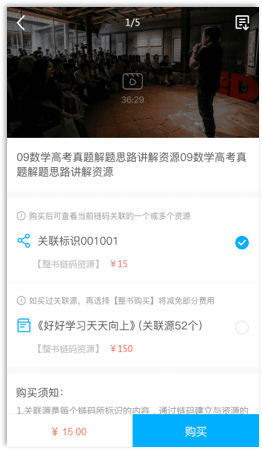 1/5
36:29
09数学高考真题解题思路讲解资源09数学高考真
题解题思路讲解资源
购买后可查看当前链码关联的一个或多个资源
关联标识001001
【整书链码资源】 ￥15
如买过关联源，再选择【整书购买】将减免部分费用
《好好学习天天向上》(关联源52个)
【整书链码资源】 ￥150
购买须知：
1.关联源是每个链码所标识的内容，通过链码建立与资源的
￥ 15.00
购买